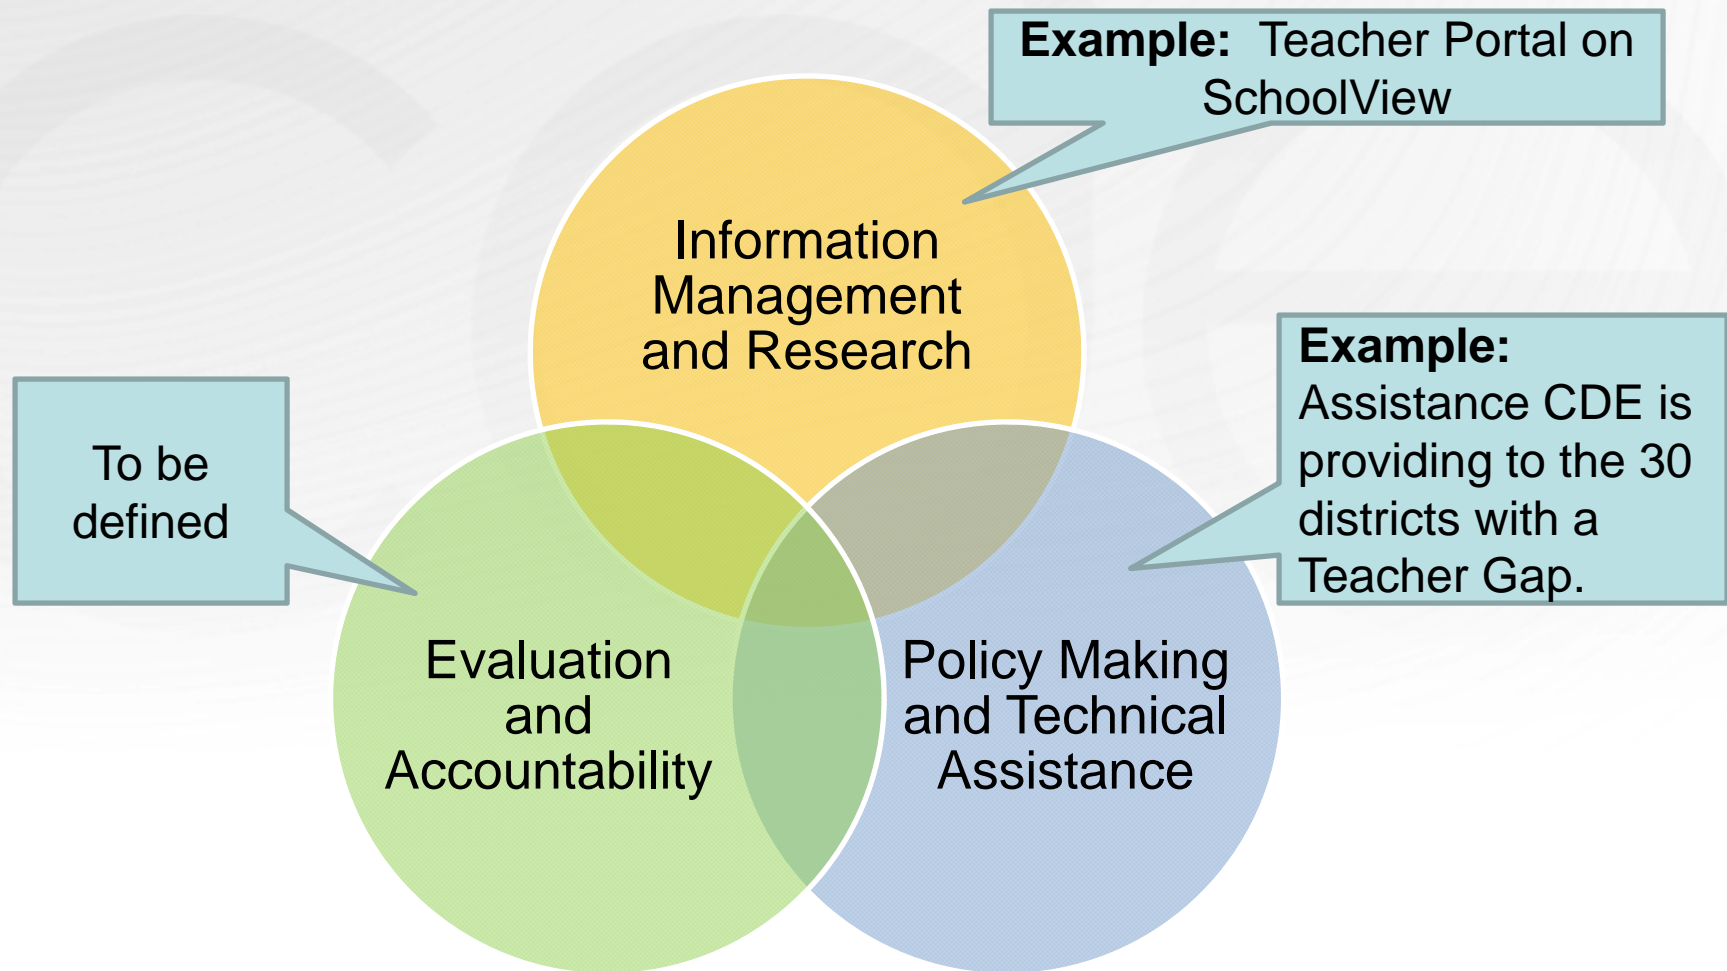 Example: Teacher Portal on
SchoolView
Information
Management
and Research
Example:
Assistance CDE is
providing to the 30
districts with a
Teacher Gap.
To be
defined
Evaluation
and
Accountability
Policy Making
and Technical
Assistance
cde